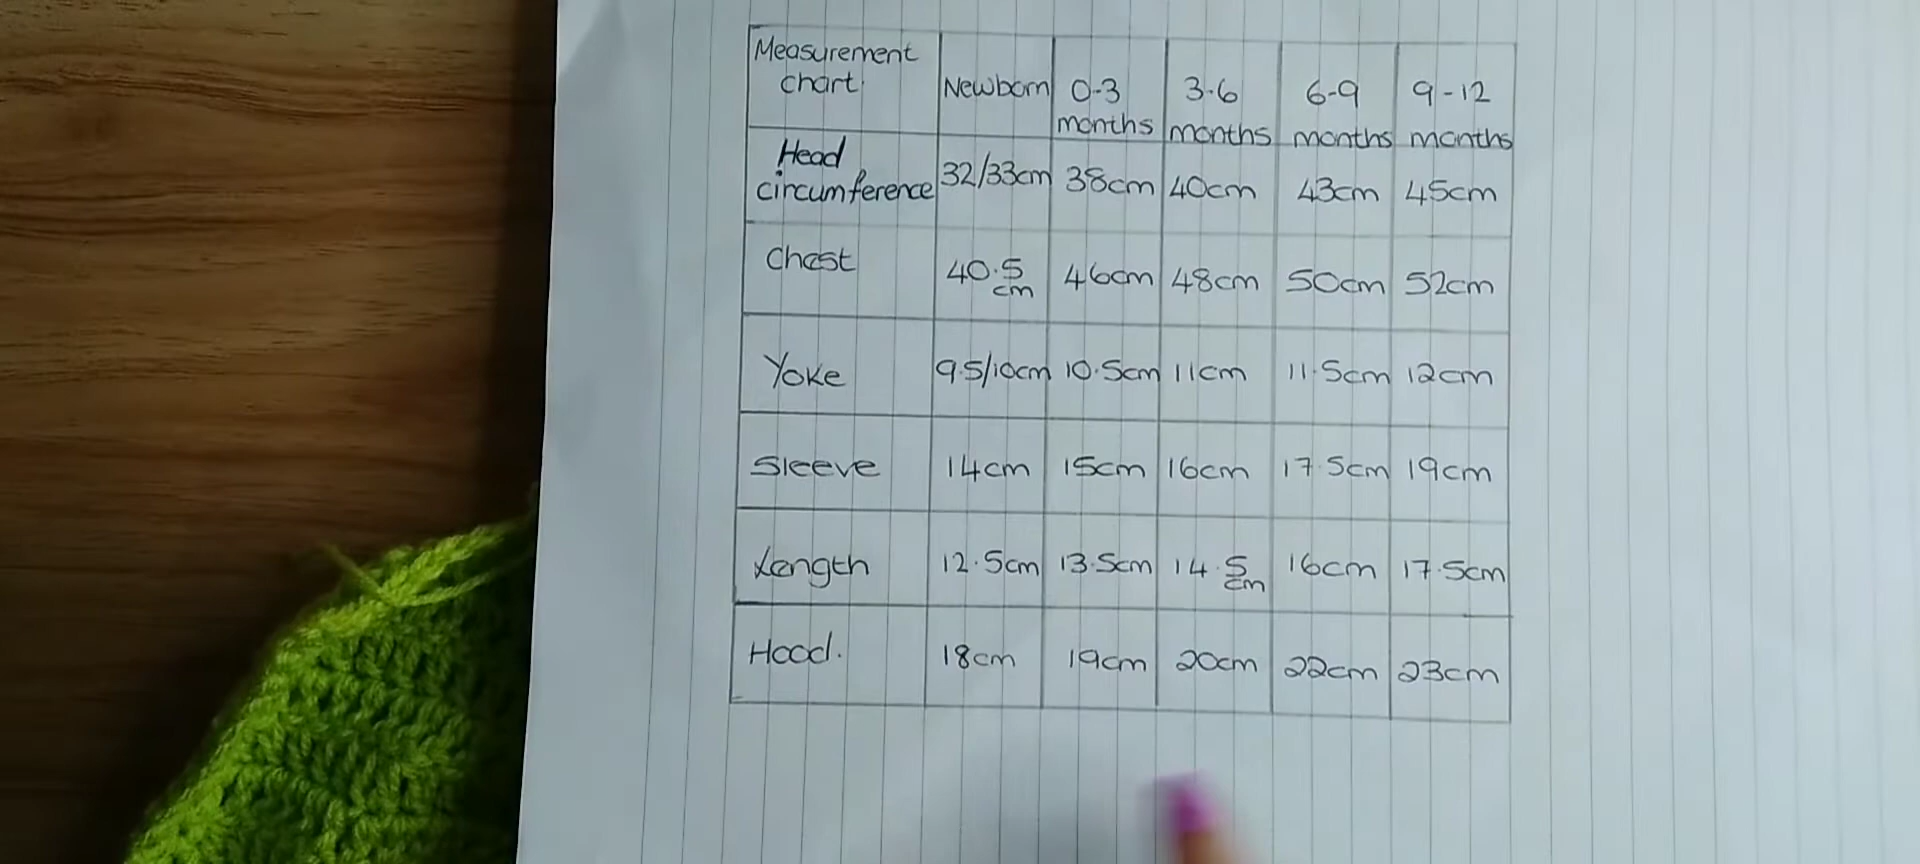 Measurement chart. Newborn 0-3 months 3-6 months 6-9 months 9-12 months
Head circumference 32/33cm 38cm 40cm 43cm 45cm
Chest 40.5 cm 46cm 48cm 50cm 52cm
Yoke 9.5/10cm 10.5cm 11cm 11.5cm 12cm
Sleeve 14cm 15cm 16cm 17.5cm 19cm
Length 12.5cm 13.5cm 14.5 cm 16cm 17.5cm
Hood. 18cm 19cm 20cm 22cm 23cm